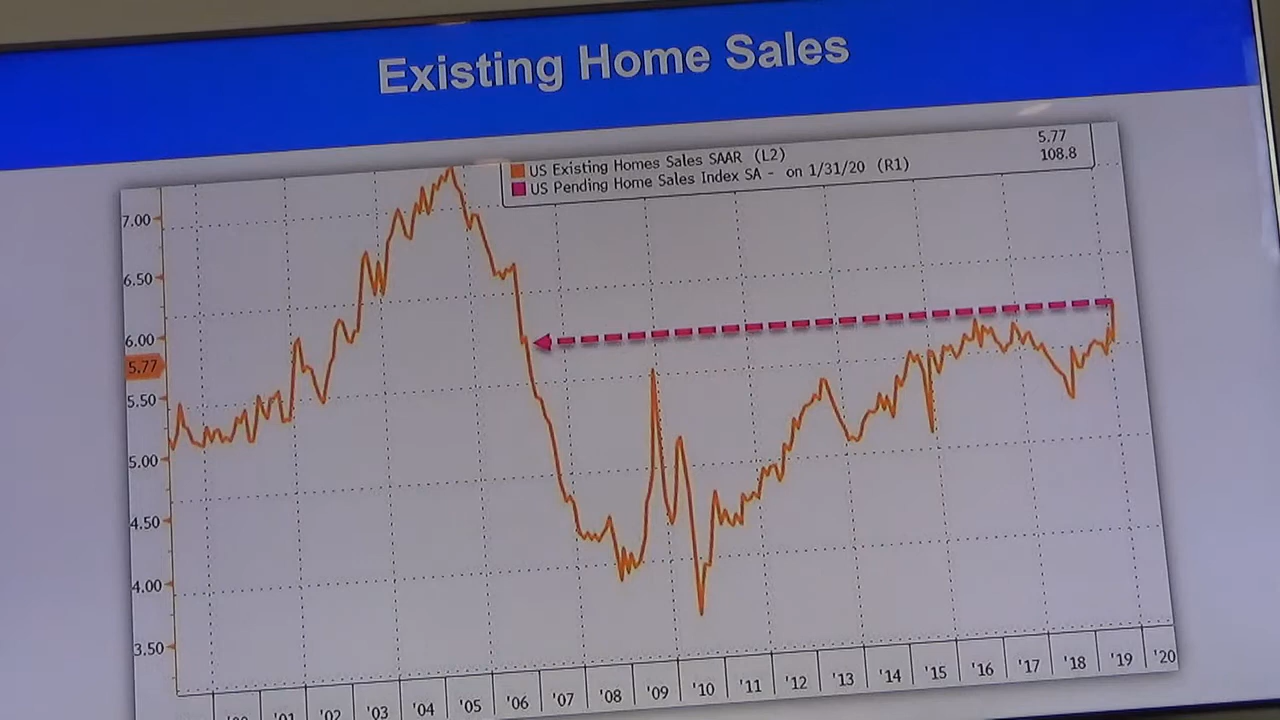 Existing Home Sales
US Existing Homes Sales SAAR (L2) 5.77
US Pending Home Sales Index SA - on 1/31/20 (R1) 108.8
7.00
6.50
6.00
5.77
5.50
5.00
4.50
4.00
3.50
'01 '02 '03 '04 '05 '06 '07 '08 '09 '10 '11 '12 '13 '14 '15 '16 '17 '18 '19 '20